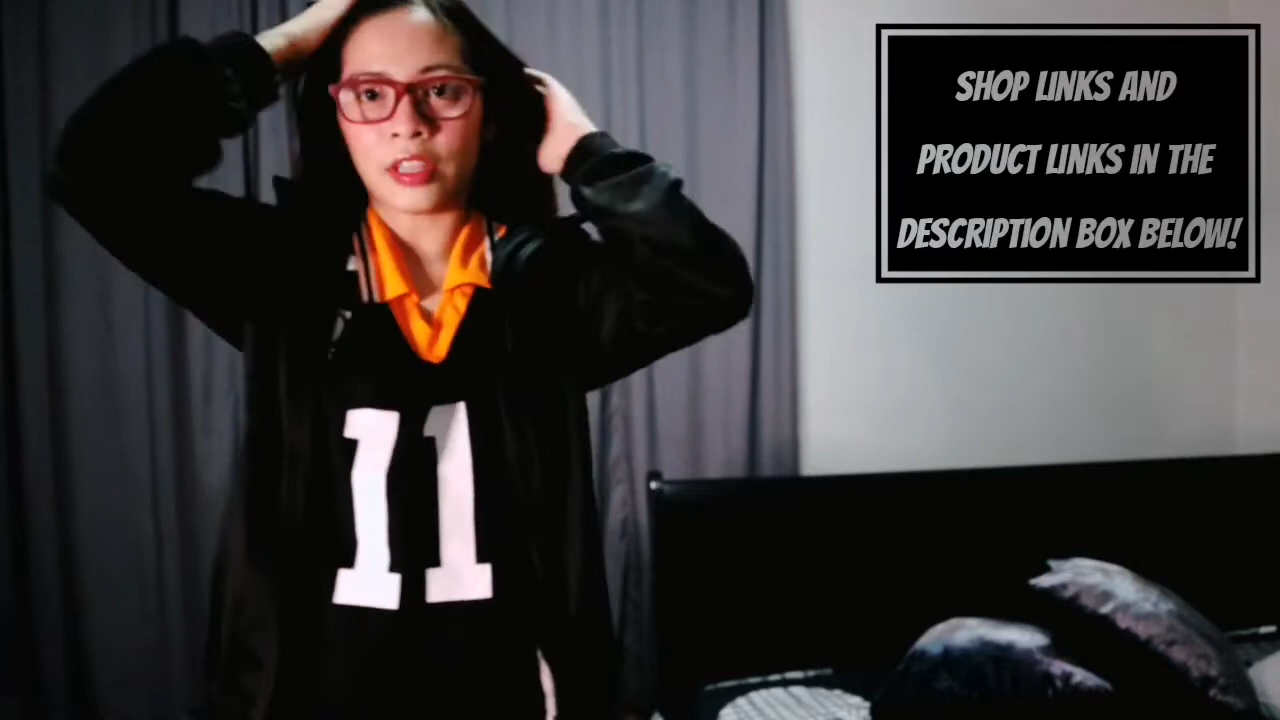 SHOP LINKS AND
PRODUCT LINKS IN THE
DESCRIPTION BOX BELOW!
11